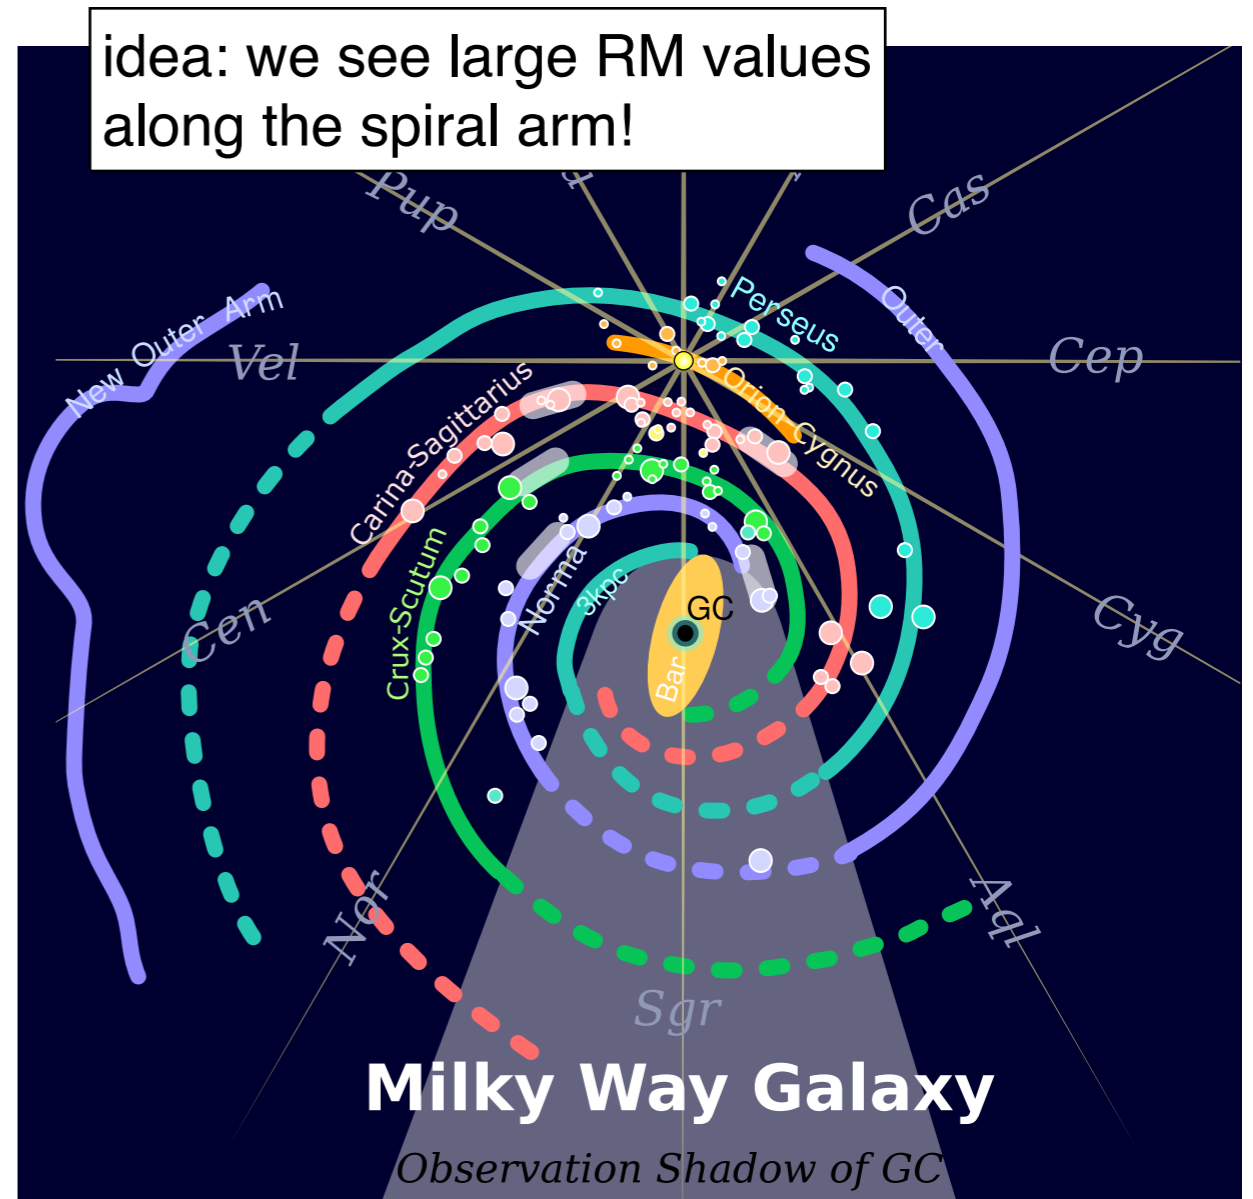 idea: we see large RM values
along the spiral arm!
Pup
Cas
Perseus
Outer
New Outer Arm
Vel
Cep
Carina-Sagittarius
Orion-Cygnus
Crux-Scutum
Norma
3kpc
GC
Bar
Cen
Cyg
Nor
Aql
Sgr
Milky Way Galaxy
Observation Shadow of GC